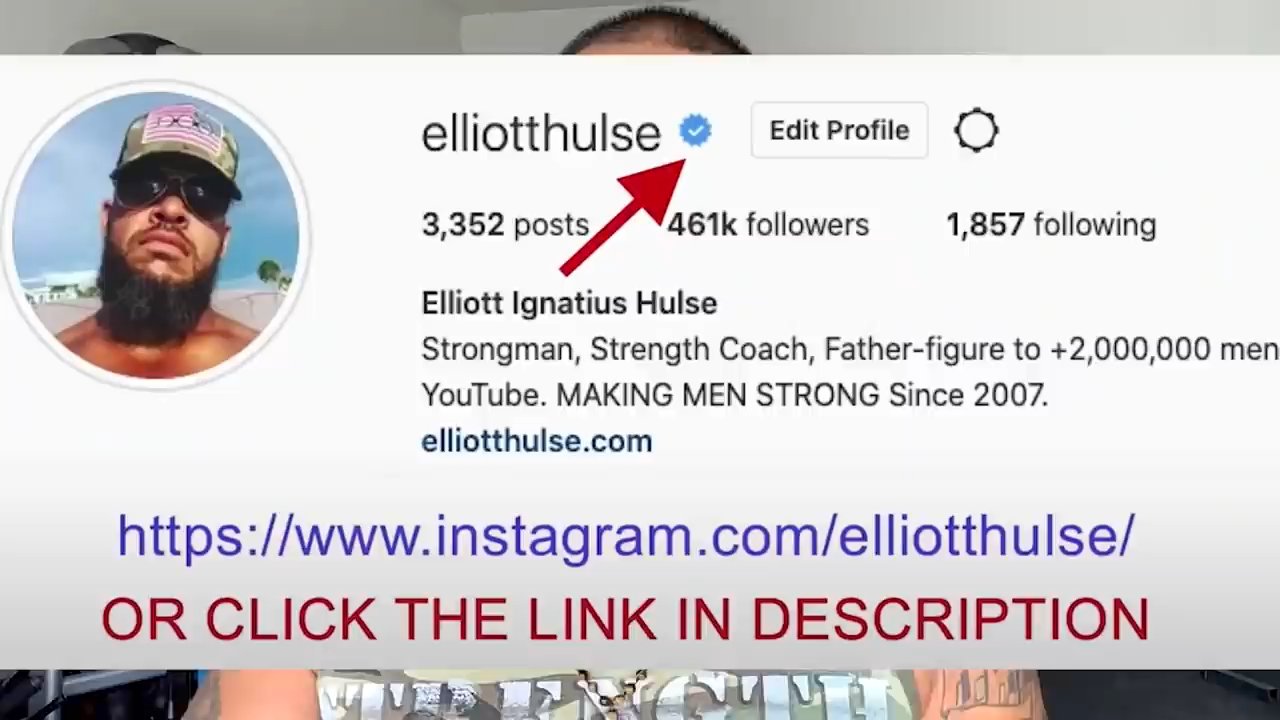 elliotthulse Edit Profile
3,352 posts 461k followers 1,857 following
Elliott Ignatius Hulse
Strongman, Strength Coach, Father-figure to +2,000,000 men
YouTube. MAKING MEN STRONG Since 2007.
elliotthulse.com
https://www.instagram.com/elliotthulse/
OR CLICK THE LINK IN DESCRIPTION